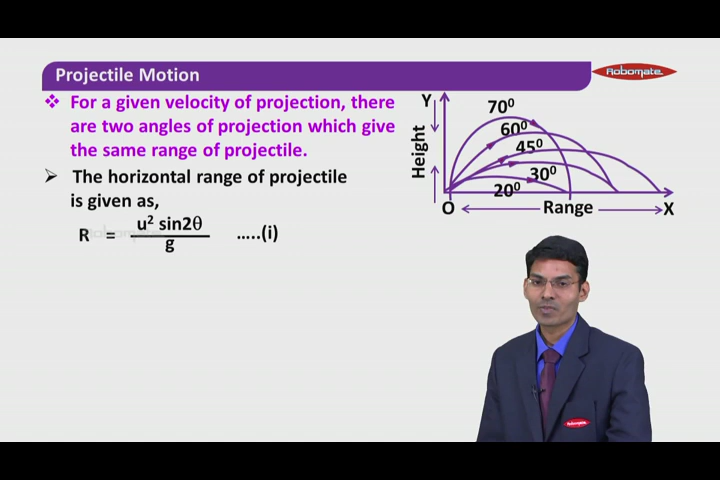 Projectile Motion
Robomate
❖ For a given velocity of projection, there
are two angles of projection which give
the same range of projectile.
➤ The horizontal range of projectile
is given as,
R = u² sin2θ / g .....(i)
Y
Height
70⁰
60⁰
45⁰
30⁰
20⁰
O
Range
X
Robomate